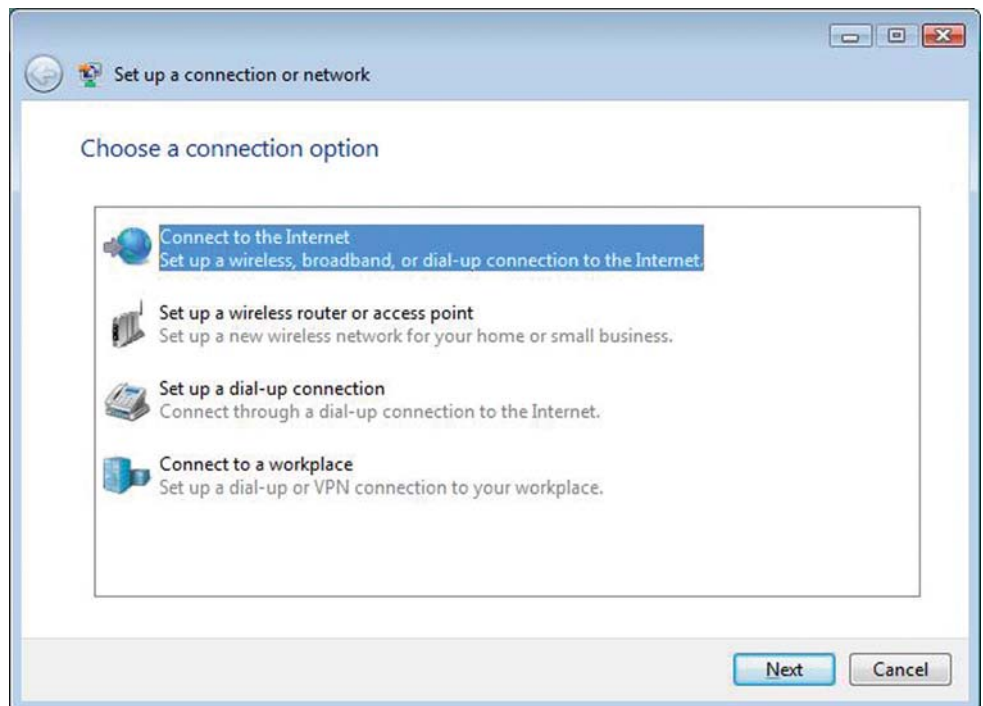 Set up a connection or network
Choose a connection option
Connect to the Internet
Set up a wireless, broadband, or dial-up connection to the Internet.
Set up a wireless router or access point
Set up a new wireless network for your home or small business.
Set up a dial-up connection
Connect through a dial-up connection to the Internet.
Connect to a workplace
Set up a dial-up or VPN connection to your workplace.
Next Cancel